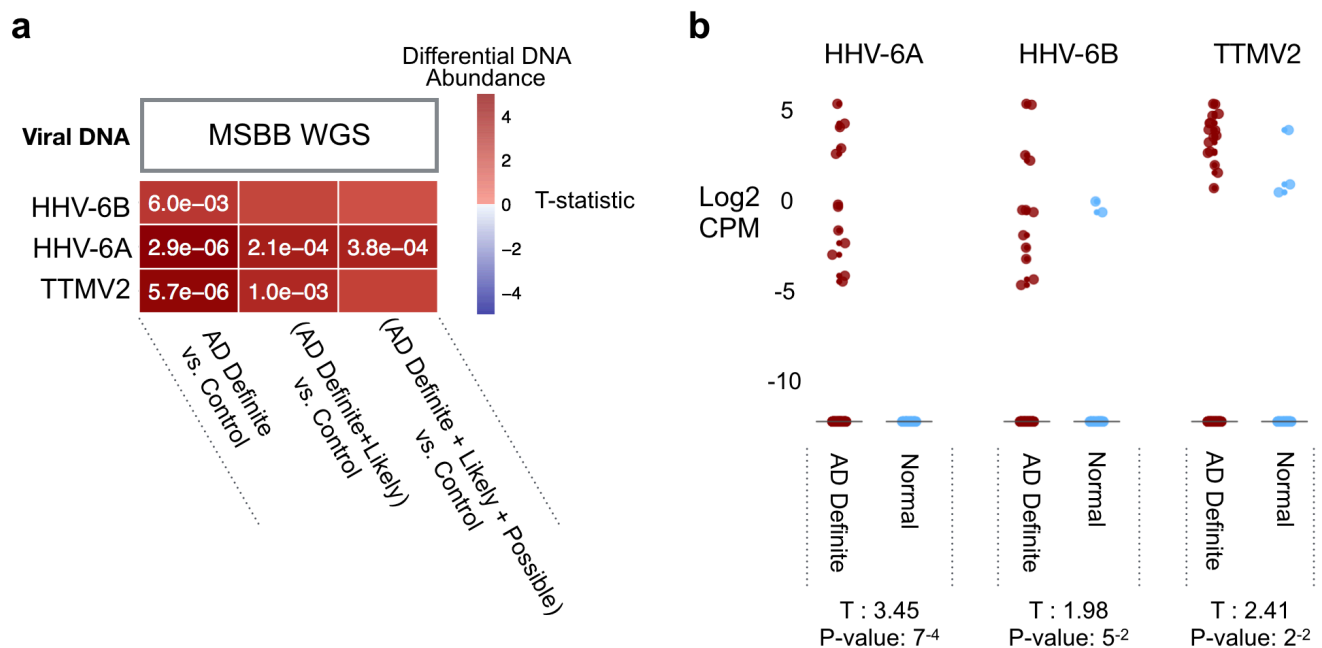 a
Differential DNA
Abundance
Viral DNA
MSBB WGS
4
2
0
−2
−4
T-statistic
HHV-6B 6.0e−03
HHV-6A 2.9e−06 2.1e−04 3.8e−04
TTMV2 5.7e−06 1.0e−03
AD Definite
vs. Control
(AD Definite+Likely)
vs. Control
(AD Definite + Likely + Possible)
vs. Control
b
HHV-6A HHV-6B TTMV2
5
0
-5
-10
Log2
CPM
AD Definite
Normal
AD Definite
Normal
AD Definite
Normal
T : 3.45
P-value: 7-4
T : 1.98
P-value: 5-2
T : 2.41
P-value: 2-2